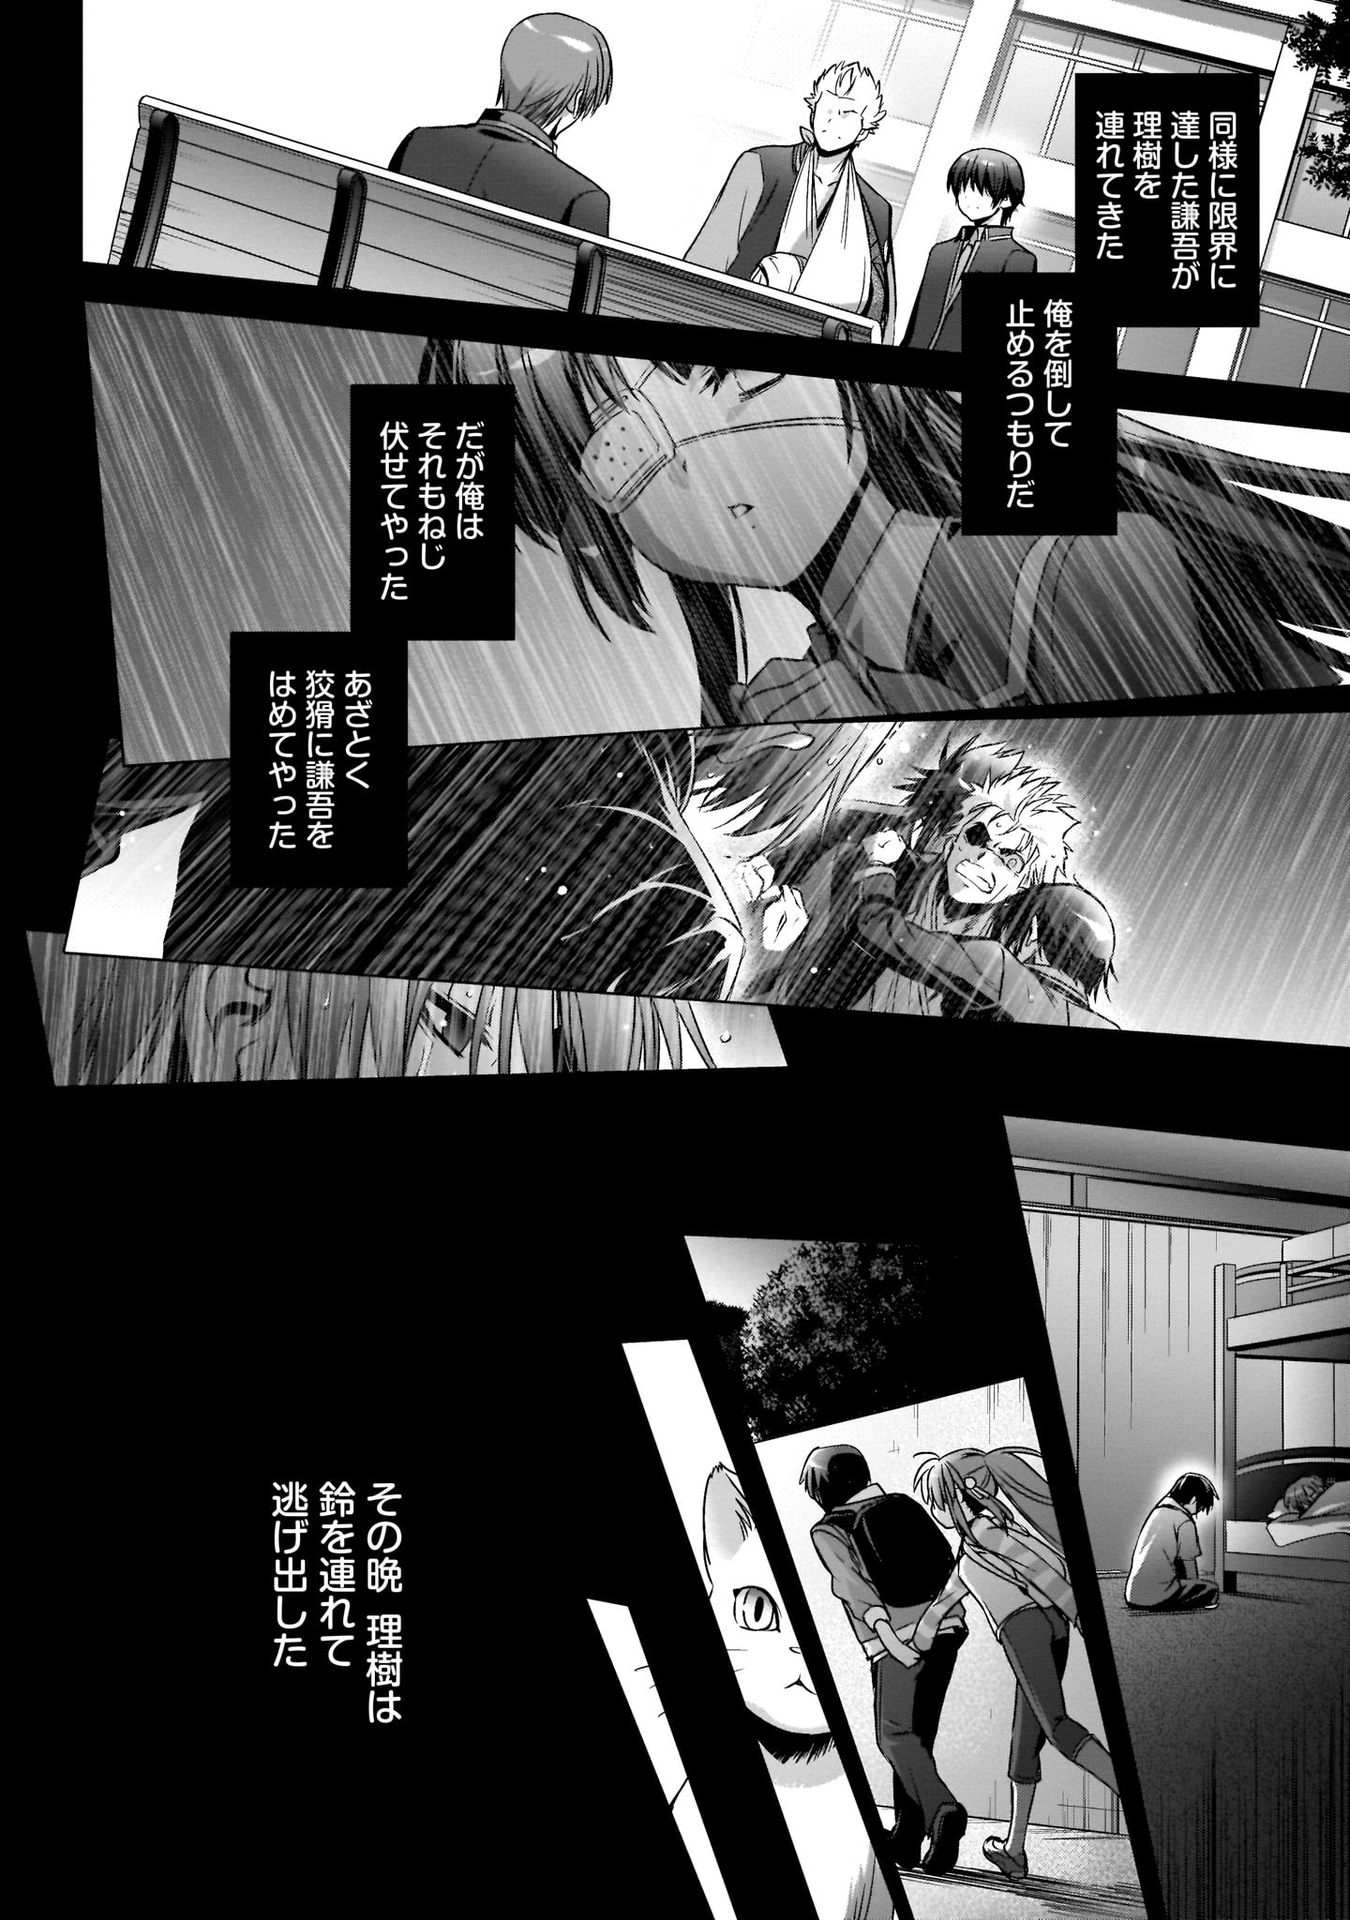 同様に限界に
達した謙吾が
理樹を
連れてきた
俺を倒して
止めるつもりだ
だが俺は
それもねじ
伏せてやった
あざとく
狡猾に謙吾を
はめてやった
その晩 理樹は
鈴を連れて
逃げ出した